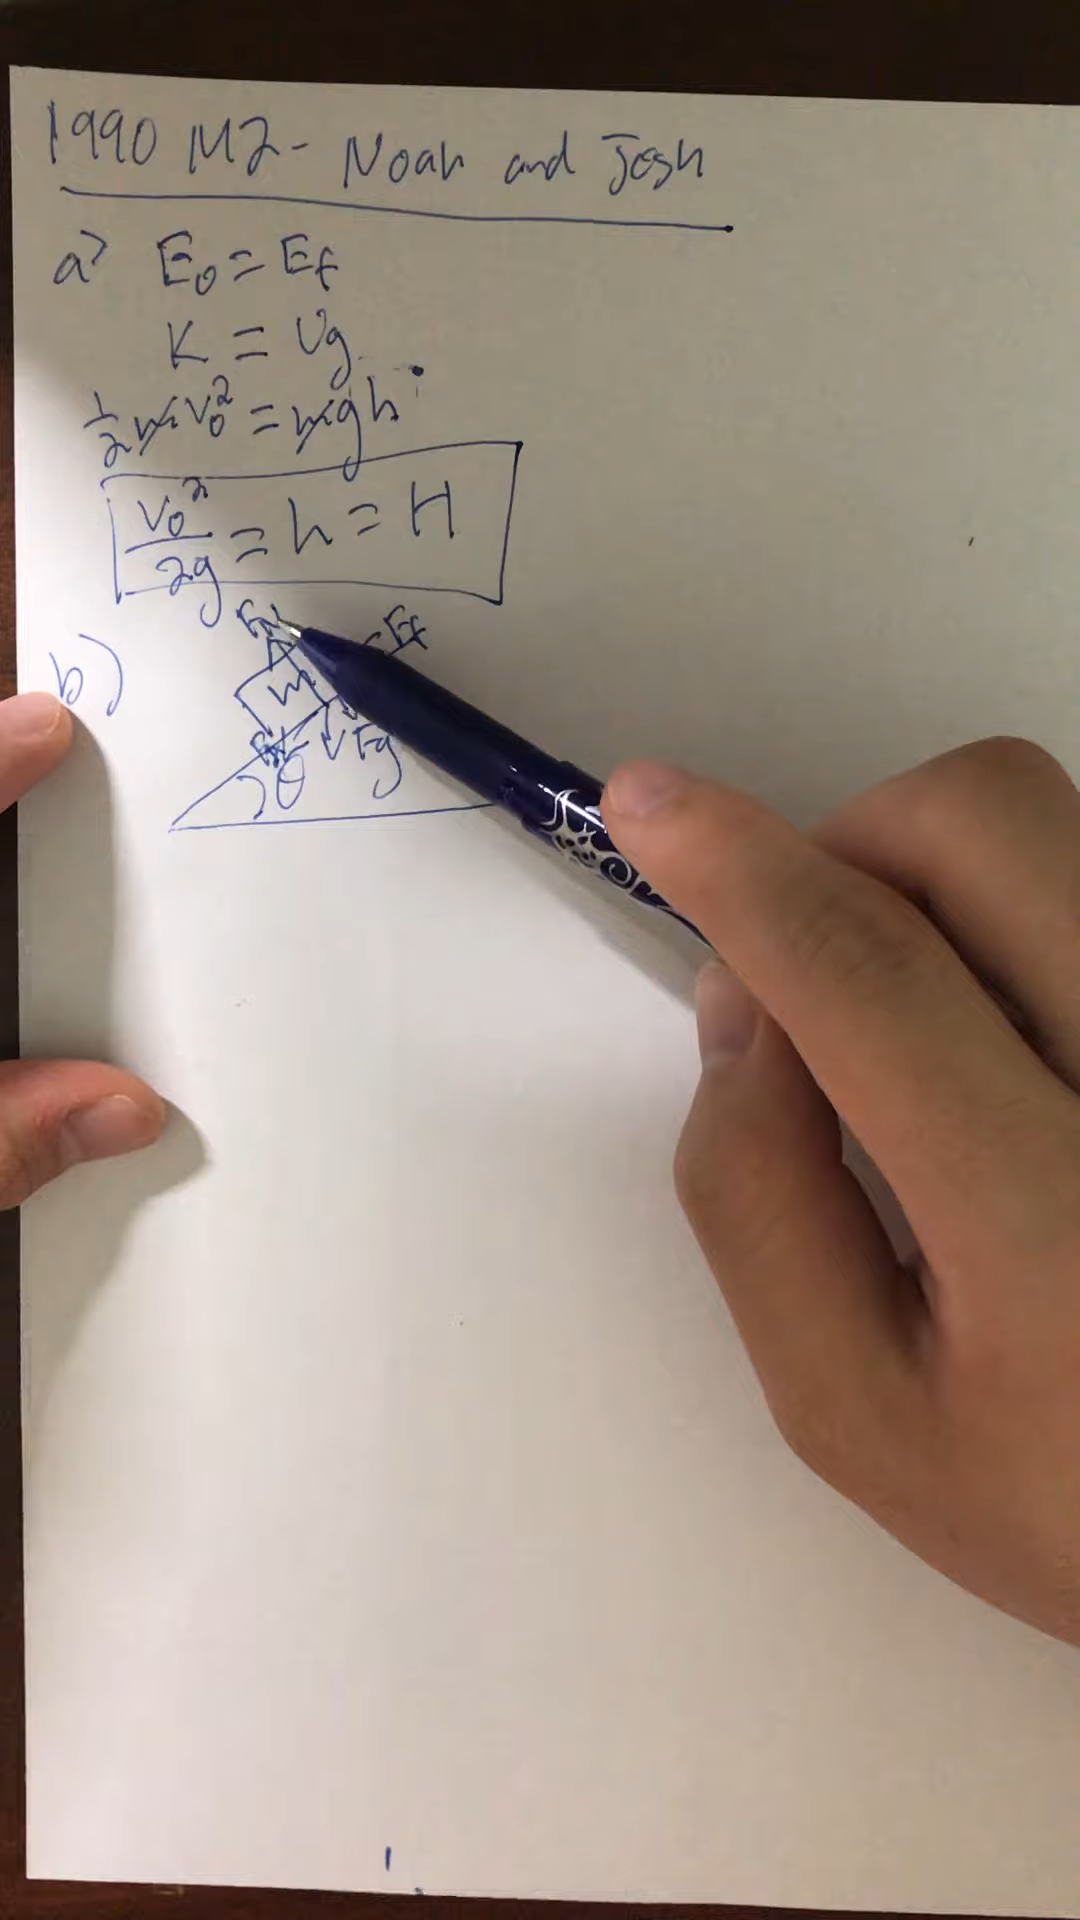 1990 M2- Noah and Josh
a) E₀ = Ef
K = Ug
½mv₀² = mgh
v₀²/2g = h = H
b)
Ff
m
θ Fg